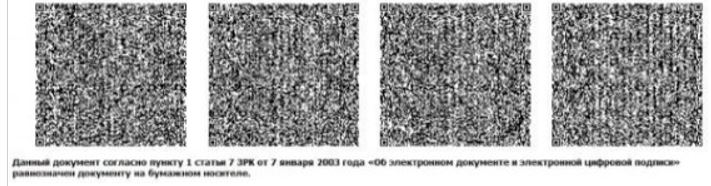 Данный документ согласно пункту 1 статьи 7 ЗРК от 7 января 2003 года «Об электронном документе и электронной цифровой подписи»
равнозначен документу на бумажном носителе.